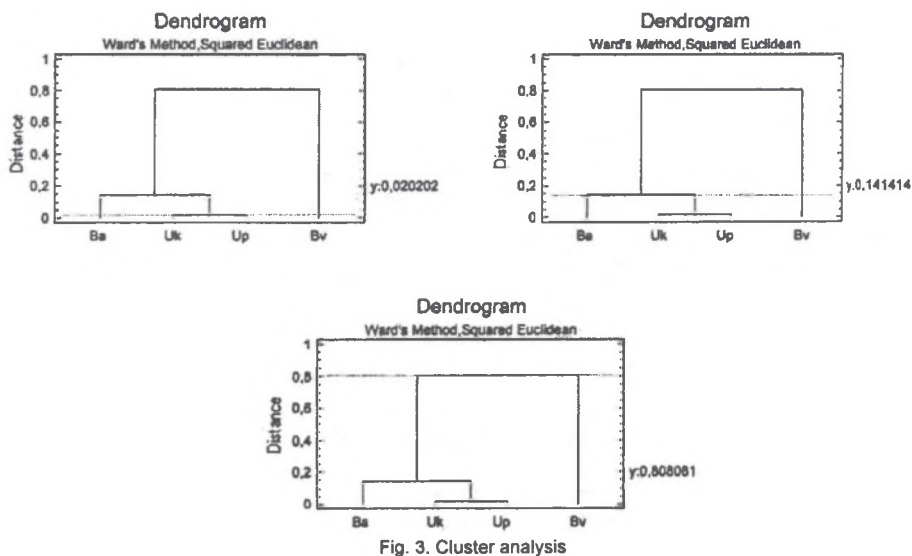 Dendrogram
Ward's Method,Squared Euclidean
1
0,8
0,6
0,4
0,2
0
Distance
y:0,020202
Ba Uk Up Bv
Dendrogram
Ward's Method,Squared Euclidean
1
0,8
0,6
0,4
0,2
0
Distance
y:0,141414
Ba Uk Up Bv
Dendrogram
Ward's Method,Squared Euclidean
1
0,8
0,6
0,4
0,2
0
Distance
y:0,808081
Ba Uk Up Bv
Fig. 3. Cluster analysis